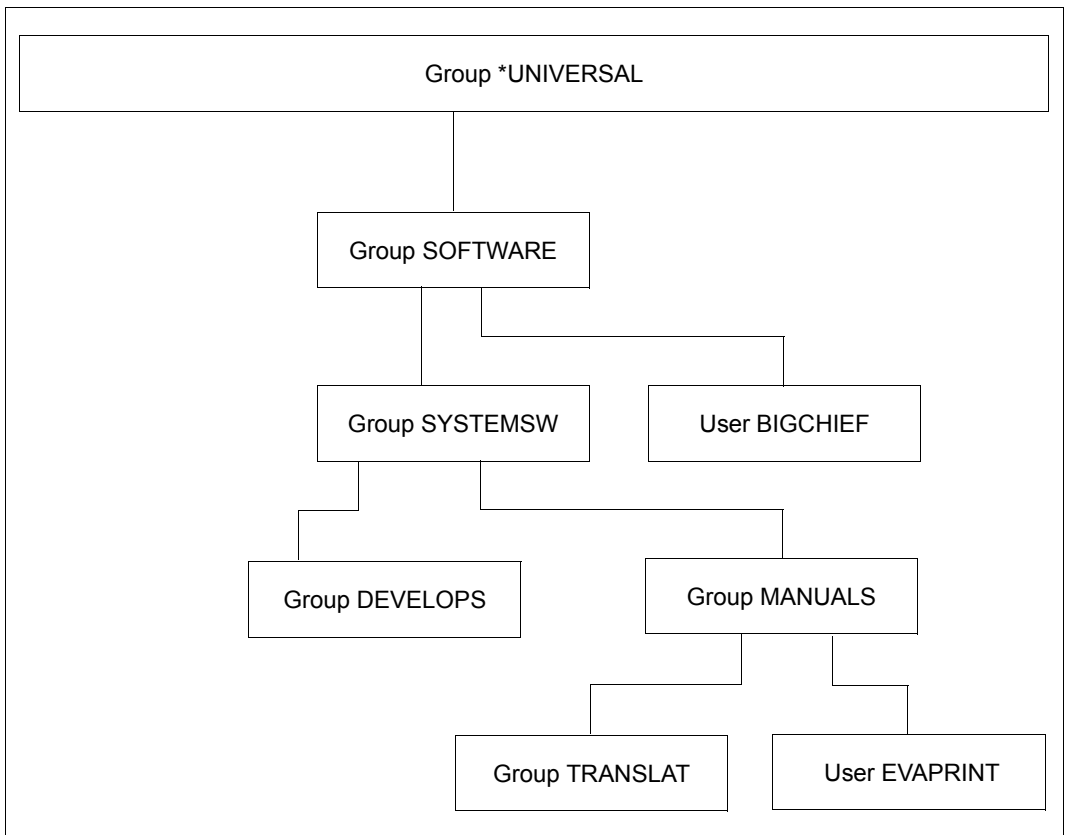 Group *UNIVERSAL
Group SOFTWARE
Group SYSTEMSW
User BIGCHIEF
Group DEVELOPS
Group MANUALS
Group TRANSLAT
User EVAPRINT